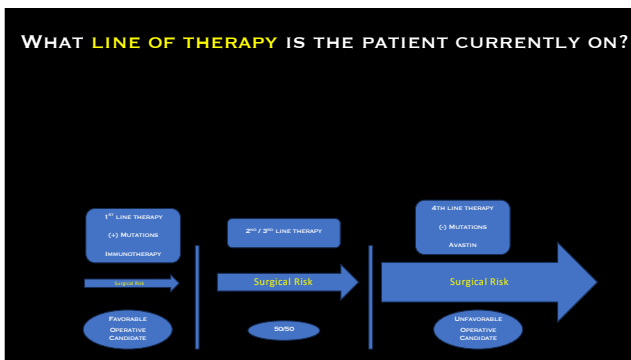 What line of therapy is the patient currently on?
1st line therapy
(+) Mutations
Immunotherapy
2nd / 3rd line therapy
4th line therapy
(-) Mutations
Avastin
Surgical Risk
Surgical Risk
Surgical Risk
Favorable
Operative
Candidate
50/50
Unfavorable
Operative
Candidate